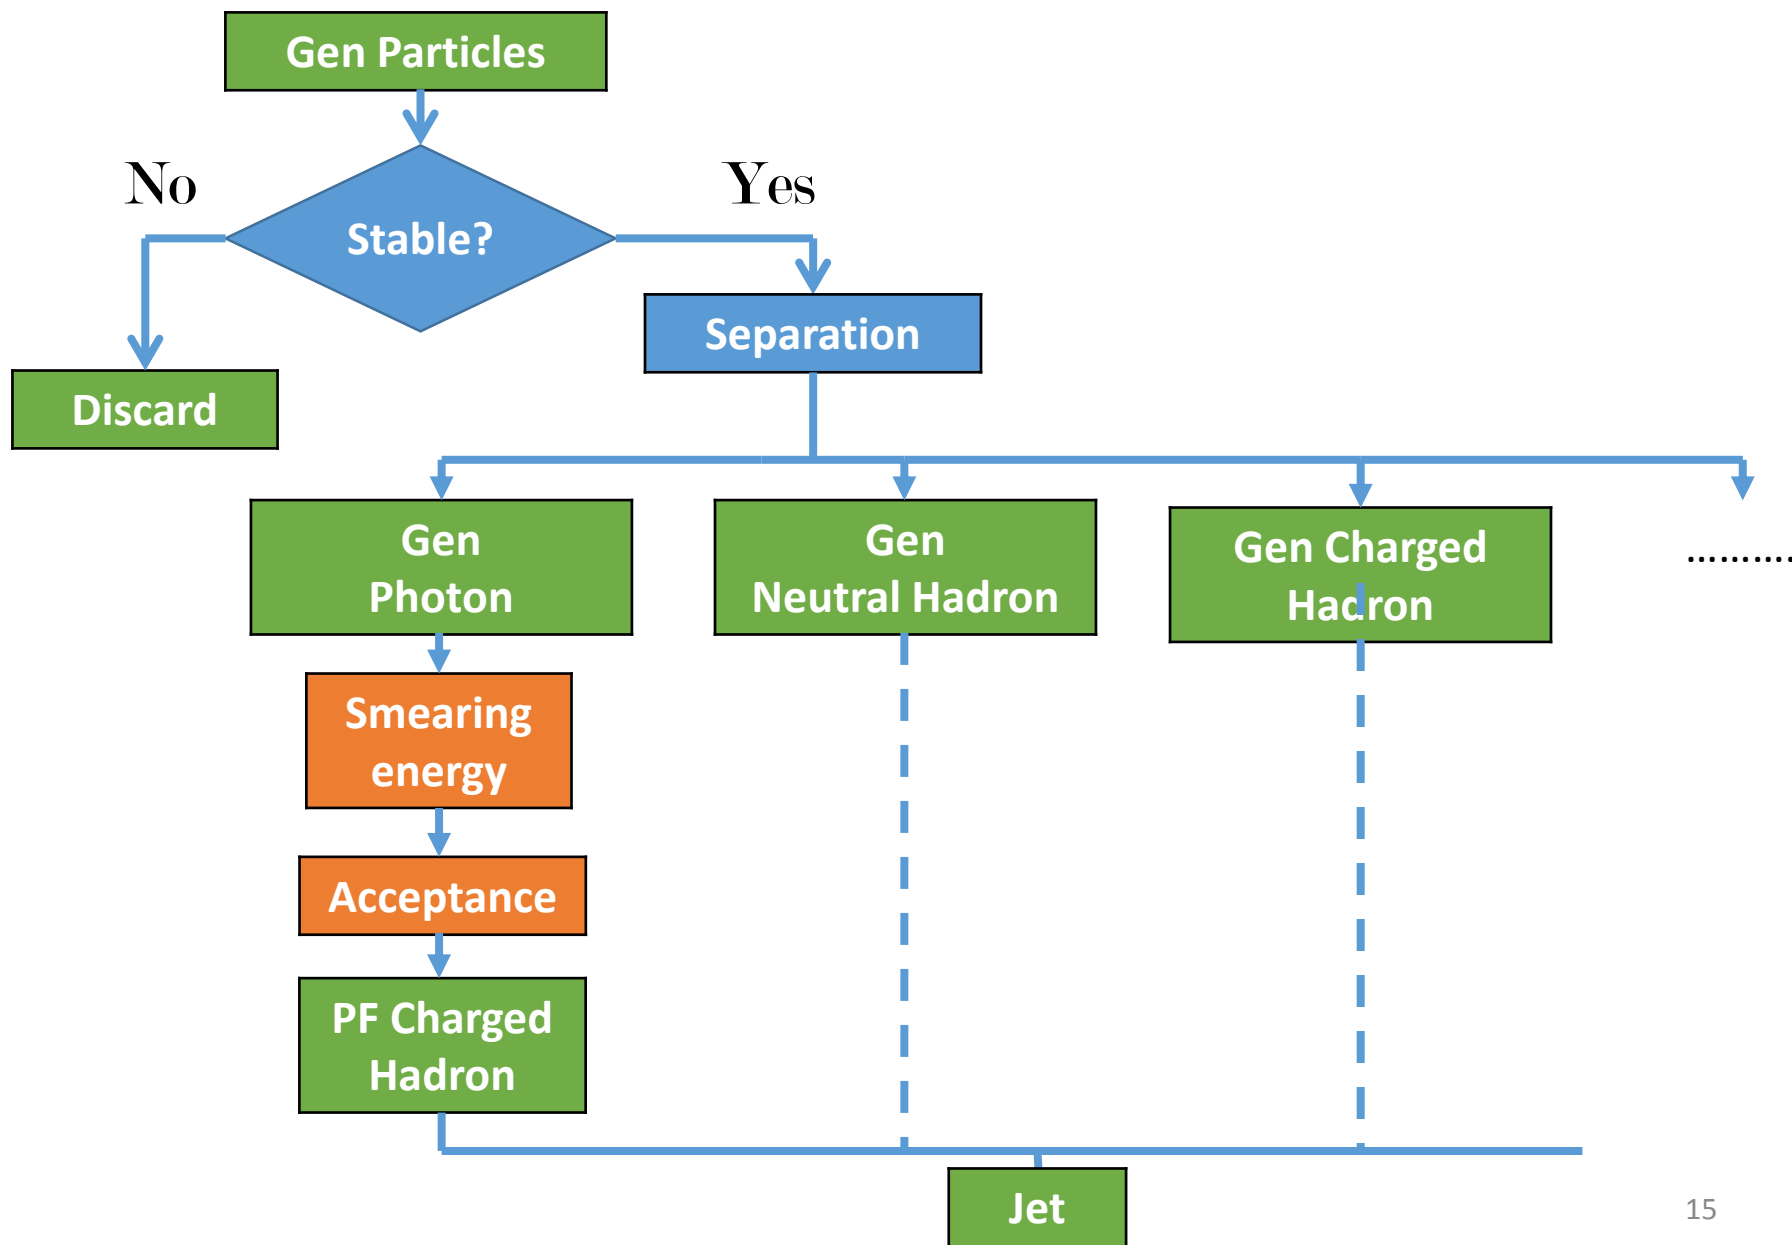 Gen Particles
No
Yes
Stable?
Separation
Discard
Gen
Photon
Gen
Neutral Hadron
Gen Charged
Hadron
..........
Smearing
energy
Acceptance
PF Charged
Hadron
Jet
15